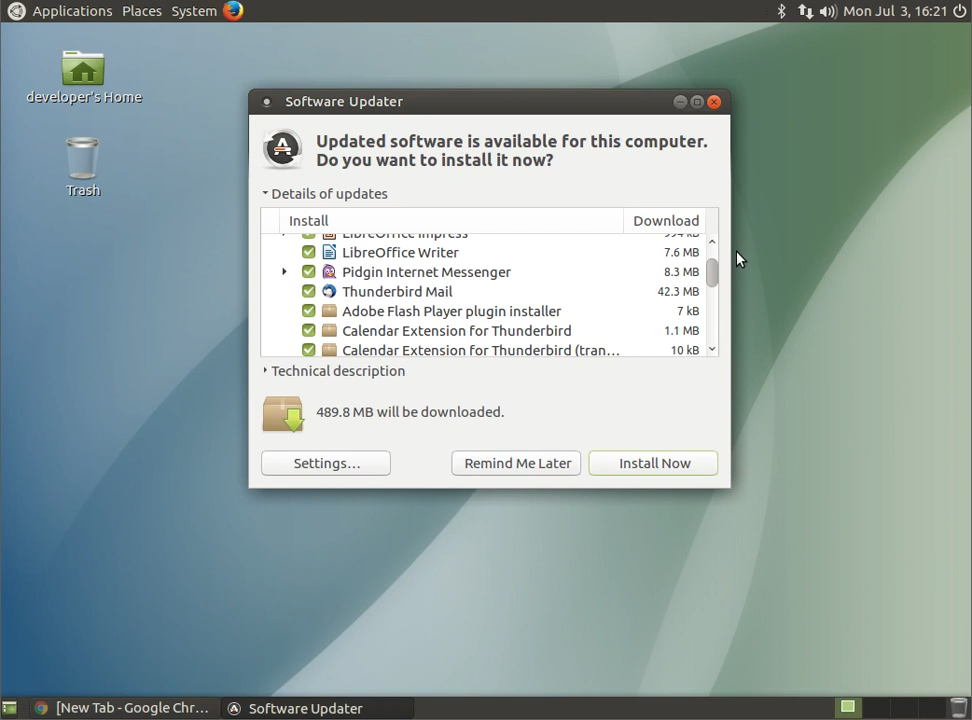 Applications Places System Mon Jul 3, 16:21
developer's Home
Trash
Software Updater
Updated software is available for this computer.
Do you want to install it now?
Details of updates
Install Download
LibreOffice Impress 994 kB
LibreOffice Writer 7.6 MB
Pidgin Internet Messenger 8.3 MB
Thunderbird Mail 42.3 MB
Adobe Flash Player plugin installer 7 kB
Calendar Extension for Thunderbird 1.1 MB
Calendar Extension for Thunderbird (tran... 10 kB
Technical description
489.8 MB will be downloaded.
Settings... Remind Me Later Install Now
[New Tab - Google Chr... Software Updater